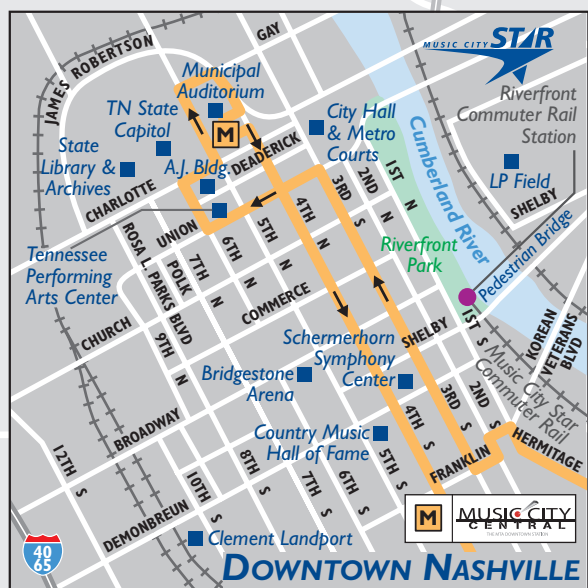 MUSIC CITY STAR
Riverfront
Commuter Rail
Station
GAY
JAMES ROBERTSON
Municipal
Auditorium
TN State
Capitol
M
City Hall
& Metro
Courts
State
Library &
Archives
A.J. Bldg.
DEADERICK
LP Field
CHARLOTTE
1ST N
2ND N
3RD S
4TH N
5TH N
6TH N
7TH N
Cumberland River
SHELBY
Riverfront
Park
Pedestrian Bridge
Tennessee
Performing
Arts Center
UNION
POLK
ROSA L. PARKS BLVD
9TH N
CHURCH
COMMERCE
Schermerhorn
Symphony
Center
SHELBY
1ST S
KOREAN
VETERANS
BLVD
Music City Star
Commuter Rail
Bridgestone
Arena
BROADWAY
2ND S
3RD S
4TH S
5TH S
6TH S
7TH S
8TH S
10TH S
12TH S
Country Music
Hall of Fame
FRANKLIN
HERMITAGE
DEMONBREUN
Clement Landport
M
MUSIC CITY
CENTRAL
THE MTA DOWNTOWN STATION
40
65
DOWNTOWN NASHVILLE